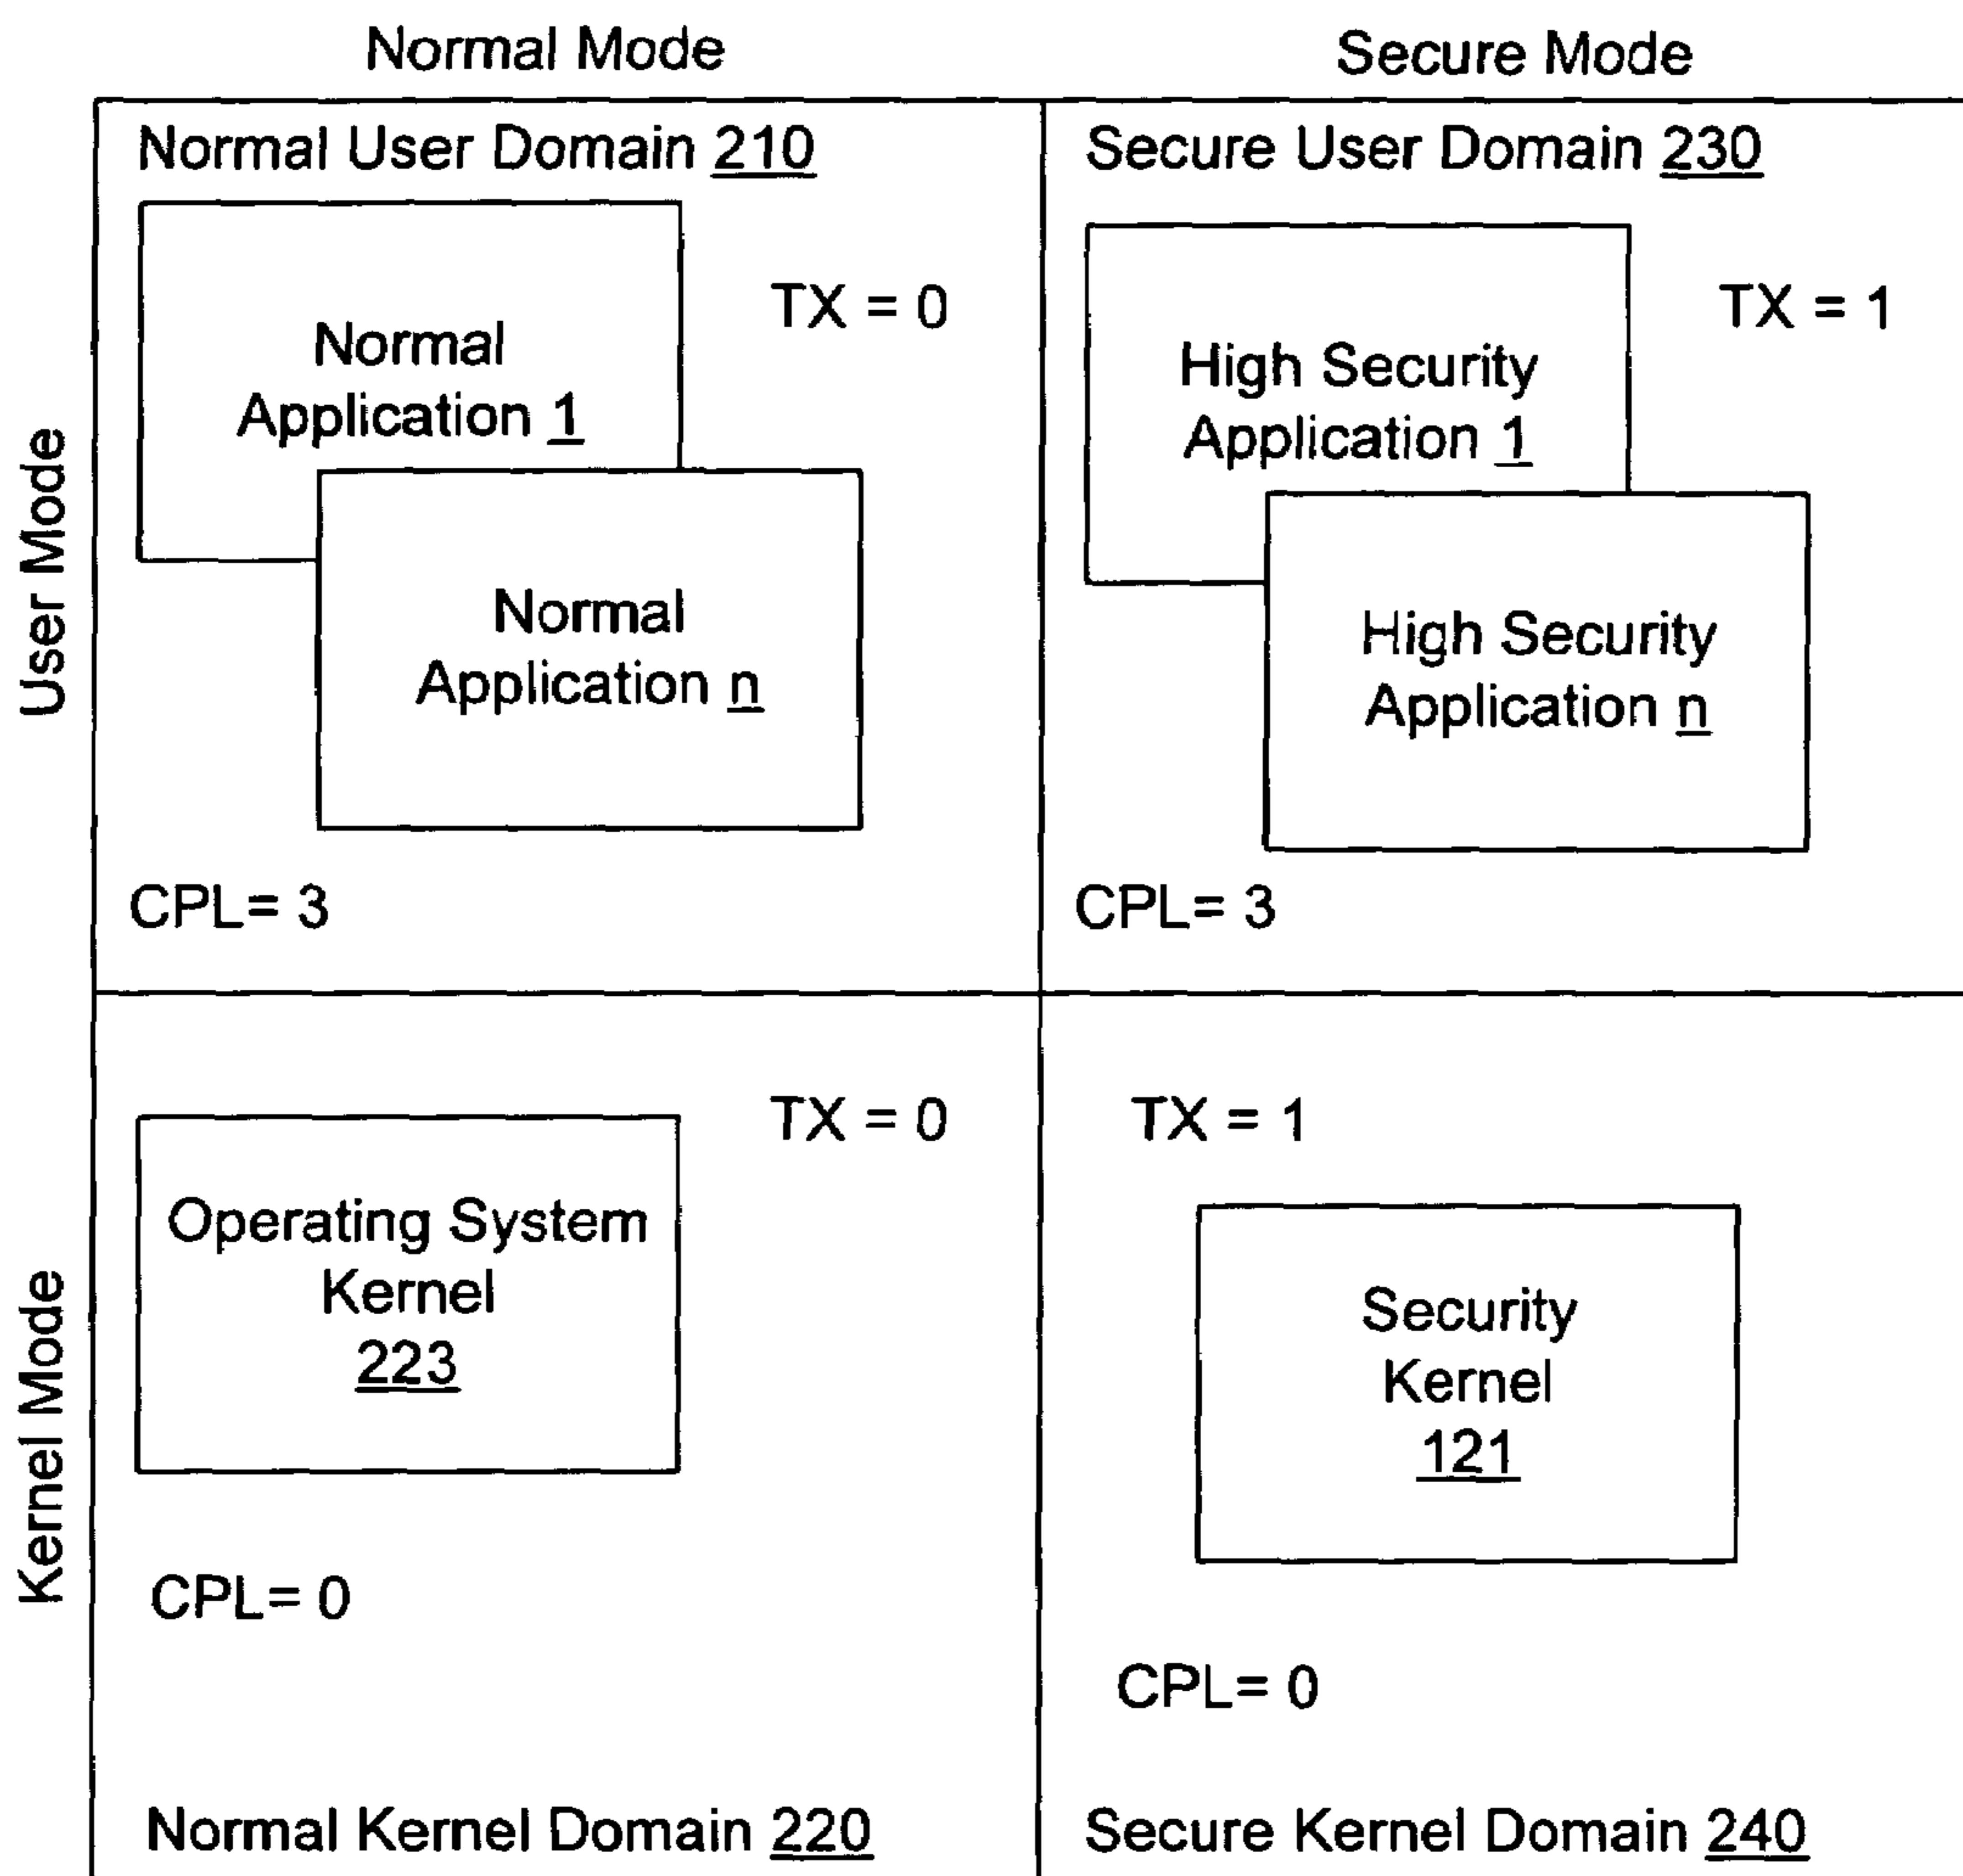 Normal Mode
Secure Mode
User Mode
Normal User Domain 210
TX = 0
Normal
Application 1
Normal
Application n
CPL= 3
Secure User Domain 230
TX = 1
High Security
Application 1
High Security
Application n
CPL= 3
Kernel Mode
TX = 0
Operating System
Kernel
223
CPL= 0
Normal Kernel Domain 220
TX = 1
Security
Kernel
121
CPL= 0
Secure Kernel Domain 240